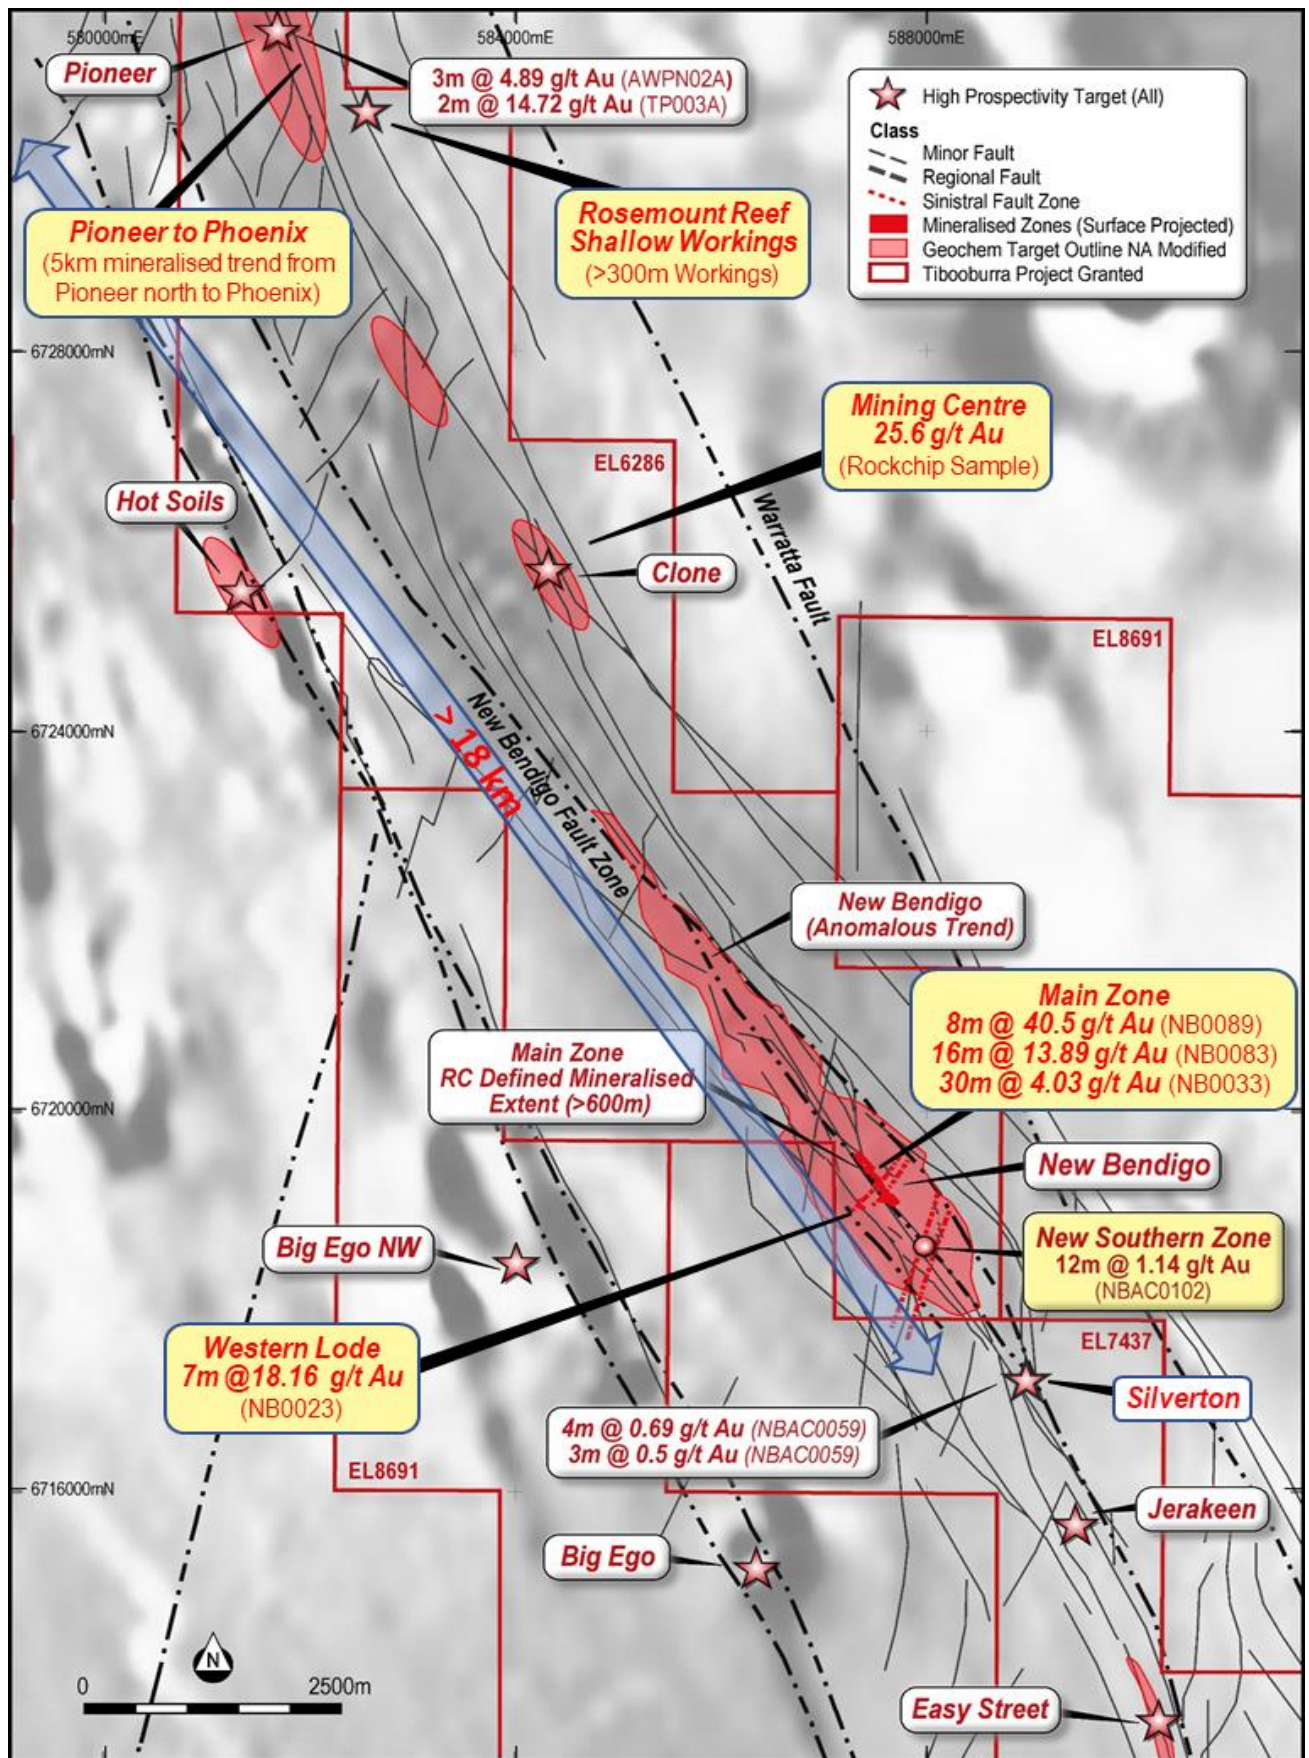 580000mE
584000mE
588000mE
Pioneer
3m @ 4.89 g/t Au (AWPN02A)
2m @ 14.72 g/t Au (TP003A)
High Prospectivity Target (All)
Class
Minor Fault
Regional Fault
Sinistral Fault Zone
Mineralised Zones (Surface Projected)
Geochem Target Outline NA Modified
Tibooburra Project Granted
Pioneer to Phoenix
(5km mineralised trend from
Pioneer north to Phoenix)
Rosemount Reef
Shallow Workings
(>300m Workings)
6728000mN
Mining Centre
25.6 g/t Au
(Rockchip Sample)
EL6286
Hot Soils
Warratta Fault
Clone
EL8691
6724000mN
> 18 km
New Bendigo Fault Zone
New Bendigo
(Anomalous Trend)
Main Zone
8m @ 40.5 g/t Au (NB0089)
16m @ 13.89 g/t Au (NB0083)
30m @ 4.03 g/t Au (NB0033)
Main Zone
RC Defined Mineralised
Extent (>600m)
6720000mN
New Bendigo
Big Ego NW
New Southern Zone
12m @ 1.14 g/t Au
(NBAC0102)
Western Lode
7m @18.16 g/t Au
(NB0023)
EL7437
Silverton
4m @ 0.69 g/t Au (NBAC0059)
3m @ 0.5 g/t Au (NBAC0059)
EL8691
6716000mN
Jerakeen
Big Ego
N
0
2500m
Easy Street